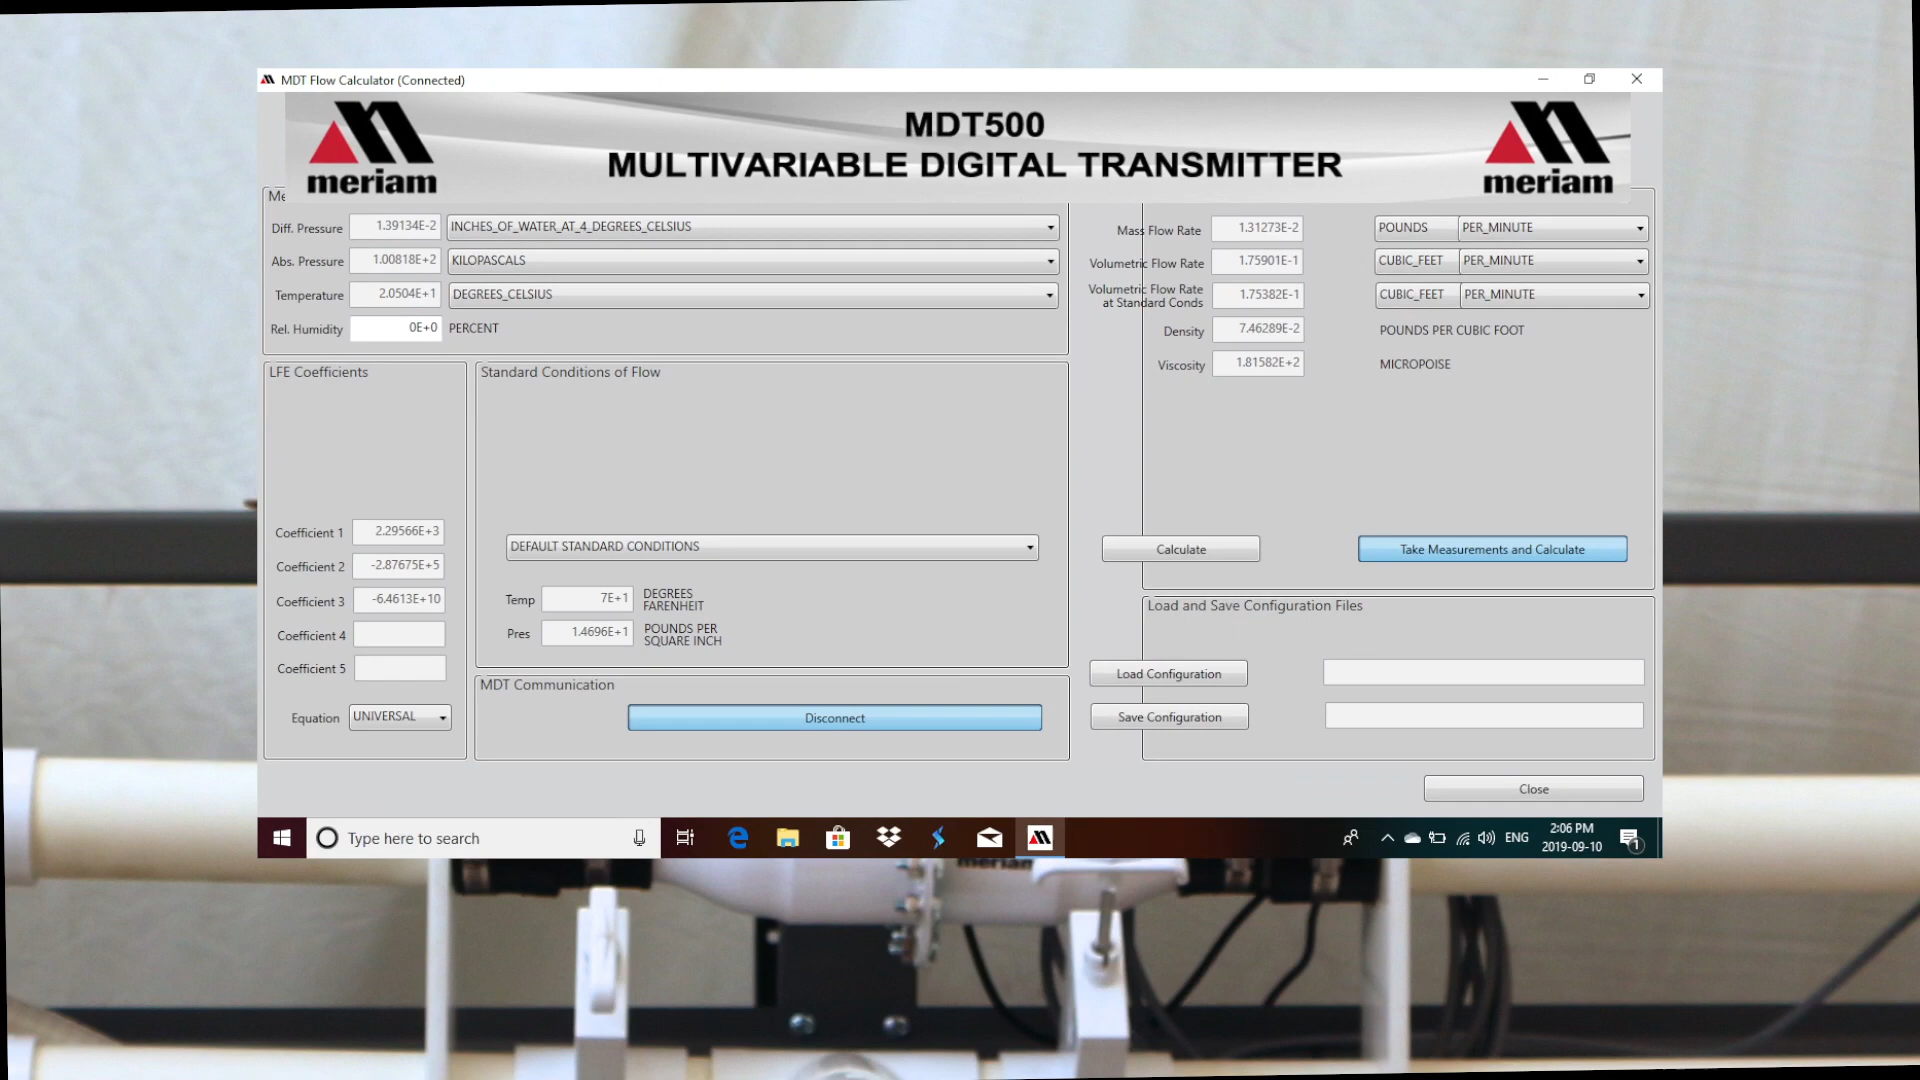 MDT Flow Calculator (Connected)
MDT500
MULTIVARIABLE DIGITAL TRANSMITTER
meriam
meriam
Me
Diff. Pressure 1.39134E-2 INCHES_OF_WATER_AT_4_DEGREES_CELSIUS
Abs. Pressure 1.00818E+2 KILOPASCALS
Temperature 2.0504E+1 DEGREES_CELSIUS
Rel. Humidity 0E+0 PERCENT
Mass Flow Rate 1.31273E-2 POUNDS PER_MINUTE
Volumetric Flow Rate 1.75901E-1 CUBIC_FEET PER_MINUTE
Volumetric Flow Rate
at Standard Conds 1.75382E-1 CUBIC_FEET PER_MINUTE
Density 7.46289E-2 POUNDS PER CUBIC FOOT
Viscosity 1.81582E+2 MICROPOISE
LFE Coefficients
Coefficient 1 2.29566E+3
Coefficient 2 -2.87675E+5
Coefficient 3 -6.4613E+10
Coefficient 4
Coefficient 5
Equation UNIVERSAL
Standard Conditions of Flow
DEFAULT STANDARD CONDITIONS
Temp 7E+1 DEGREES
FARENHEIT
Pres 1.4696E+1 POUNDS PER
SQUARE INCH
MDT Communication
Disconnect
Calculate Take Measurements and Calculate
Load and Save Configuration Files
Load Configuration
Save Configuration
Close
Type here to search
ENG
2:06 PM
2019-09-10
1
meriam